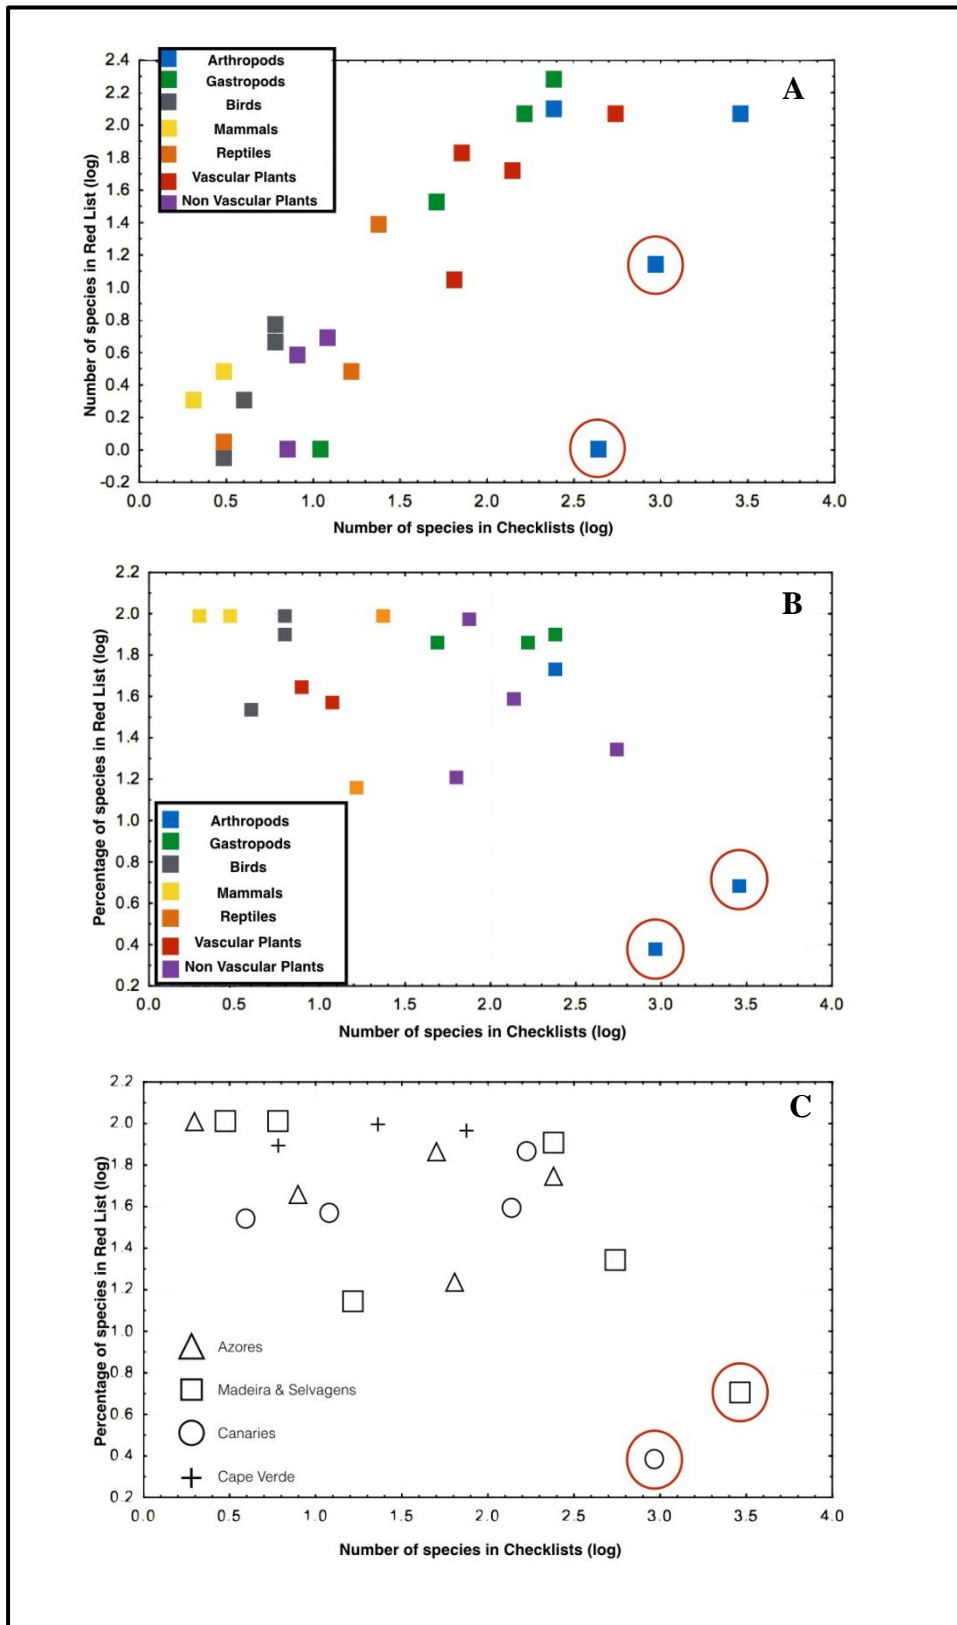 A
Arthropods
Gastropods
Birds
Mammals
Reptiles
Vascular Plants
Non Vascular Plants
Number of species in Red List (log)
2.4
2.2
2.0
1.8
1.6
1.4
1.2
1.0
0.8
0.6
0.4
0.2
0.0
-0.2
0.0 0.5 1.0 1.5 2.0 2.5 3.0 3.5 4.0
Number of species in Checklists (log)
B
Percentage of species in Red List (log)
2.2
2.0
1.8
1.6
1.4
1.2
1.0
0.8
0.6
0.4
0.2
Arthropods
Gastropods
Birds
Mammals
Reptiles
Vascular Plants
Non Vascular Plants
0.0 0.5 1.0 1.5 2.0 2.5 3.0 3.5 4.0
Number of species in Checklists (log)
C
Percentage of species in Red List (log)
2.2
2.0
1.8
1.6
1.4
1.2
1.0
0.8
0.6
0.4
0.2
Azores
Madeira & Selvagens
Canaries
Cape Verde
0.0 0.5 1.0 1.5 2.0 2.5 3.0 3.5 4.0
Number of species in Checklists (log)